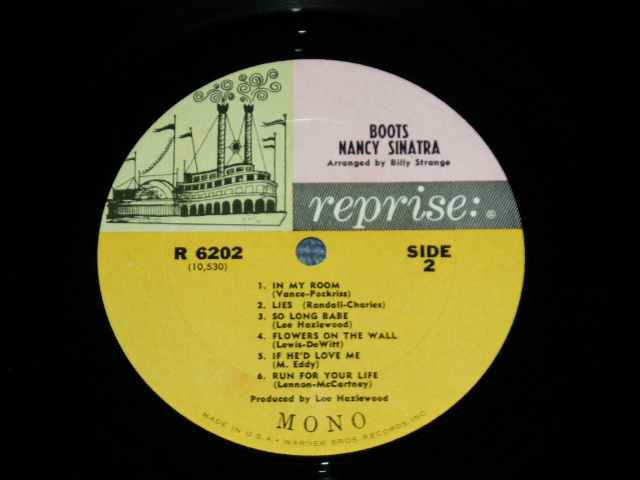 BOOTS
NANCY SINATRA
Arranged by Billy Strange
reprise:
R 6202
(10,530)
SIDE
2
1. IN MY ROOM
(Vance-Pockriss)
2. LIES (Randall-Charles)
3. SO LONG BABE
(Lee Hazlewood)
4. FLOWERS ON THE WALL
(Lewis-DeWitt)
5. IF HE'D LOVE ME
(M. Eddy)
6. RUN FOR YOUR LIFE
(Lennon-McCartney)
Produced by Lee Hazlewood
MONO
MADE IN U.S.A. • WARNER BROS. RECORDS, INC.